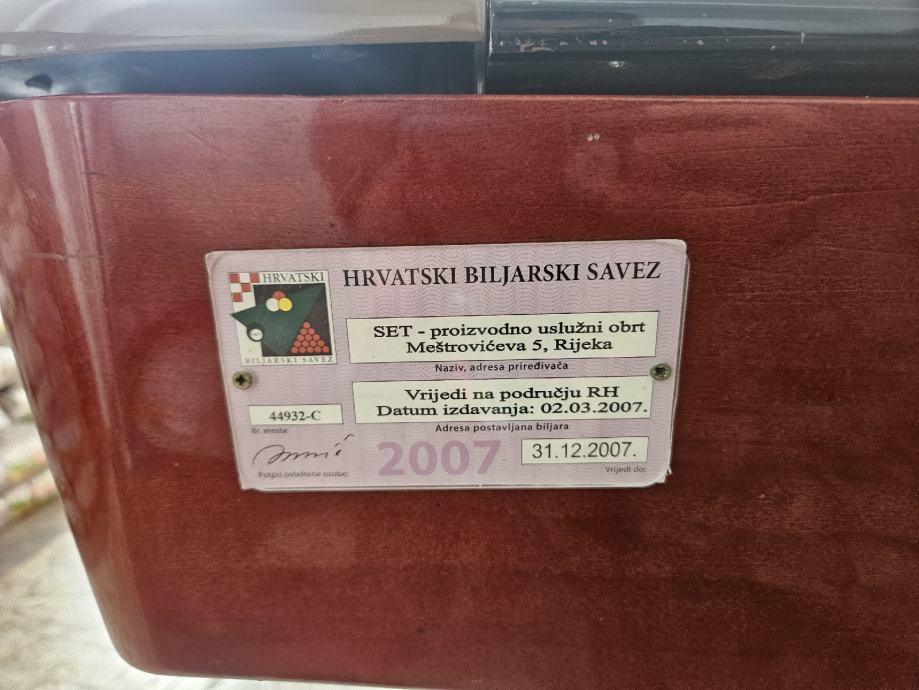 HRVATSKI
BILJARSKI SAVEZ
HRVATSKI BILJARSKI SAVEZ
SET - proizvodno uslužni obrt
Meštrovićeva 5, Rijeka
Naziv, adresa priređivača
Vrijedi na području RH
Datum izdavanja: 02.03.2007.
Adresa postavljana biljara
44932-C
Br. atesta:
Potpis ovlaštene osobe:
2007
31.12.2007.
Vrijedi do: